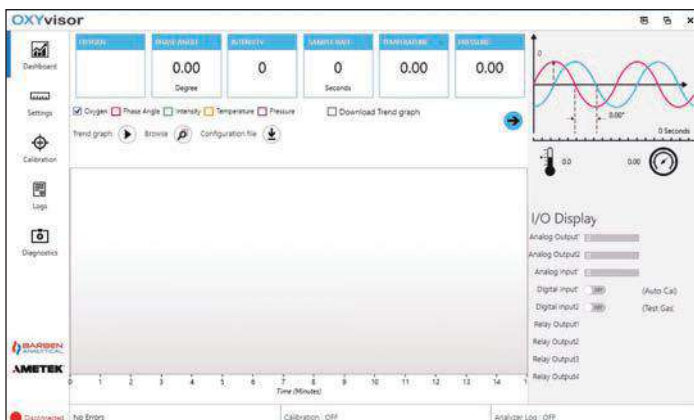 OXYvisor
Dashboard
Settings
Calibration
Logs
Diagnostics
BARBEN
ANALYTICAL
AMETEK
OXYGEN
PHASE ANGLE
0.00
Degree
INTENSITY
0
SAMPLE RATE
0
Seconds
TEMPERATURE
0.00
PRESSURE
0.00
Oxygen Phase Angle Intensity Temperature Pressure Download Trend graph
Trend graph Browse Configuration file
0 1 2 3 4 5 6 7 8 9 10 11 12 13 14 1
Time (Minutes)
0
0.00°
0 Seconds
0.0 0.00
I/O Display
Analog Output1
Analog Output2
Analog Input
Digital Input1 OFF (Auto Cal)
Digital Input2 OFF (Test Gas
Relay Output1
Relay Output2
Relay Output3
Relay Output4
Disconnected No Errors Calibration : OFF Analyzer Log : OFF